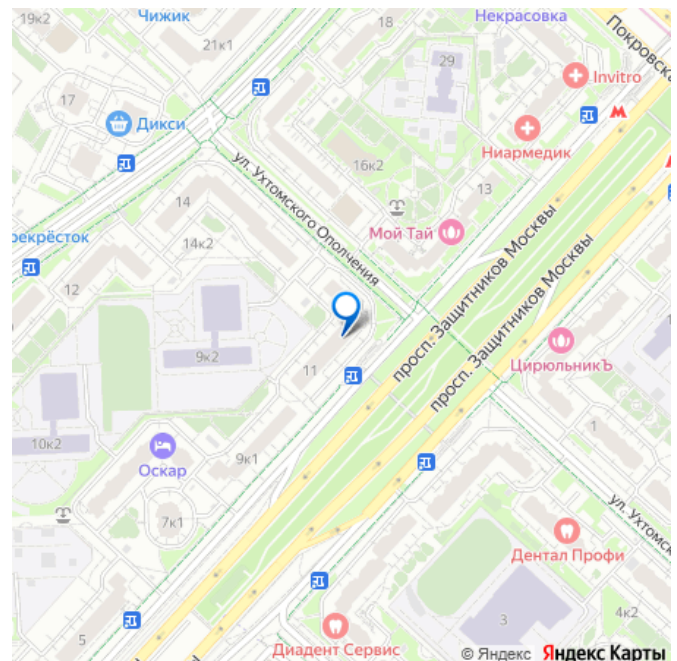 19к2
Чижик
18
Некрасовка
Покровска
21к1
29
Invitro
17
Дикси
Ниармедик
16к2
ул. Ухтомского Ополчения
13
14
Мой Тай
рекрёсток
14к2
просп. Защитников Москвы
просп. Защитников Москвы
12
9к2
11
ЦирюльникЪ
10к2
9к1
1
Оскар
7к1
ул. Ухтомск
Дентал Профи
3
4к2
5
Диадент Сервис
© Яндекс Яндекс Карты